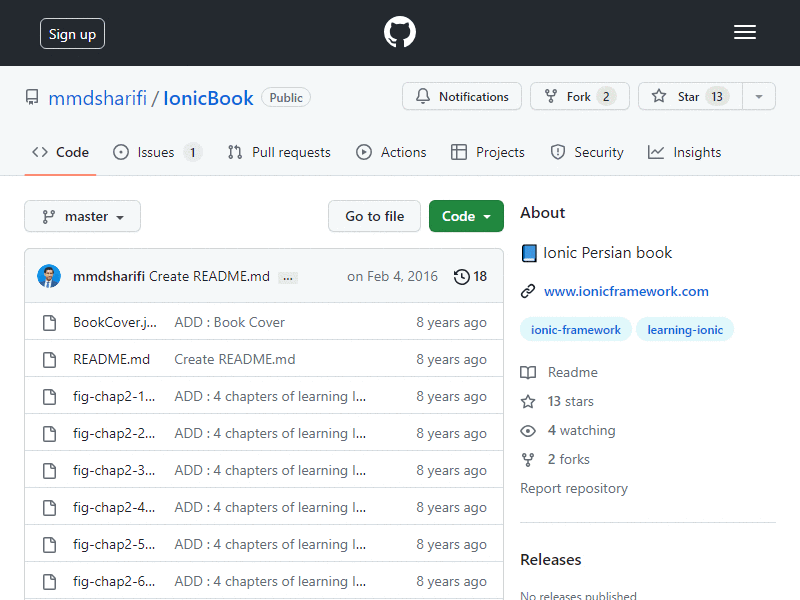 Sign up
mmdsharifi / IonicBook Public
Notifications Fork 2 Star 13
Code Issues 1 Pull requests Actions Projects Security Insights
master Go to file Code
mmdsharifi Create README.md ... on Feb 4, 2016 18
BookCover.j... ADD : Book Cover 8 years ago
README.md Create README.md 8 years ago
fig-chap2-1... ADD : 4 chapters of learning I... 8 years ago
fig-chap2-2... ADD : 4 chapters of learning I... 8 years ago
fig-chap2-3... ADD : 4 chapters of learning I... 8 years ago
fig-chap2-4... ADD : 4 chapters of learning I... 8 years ago
fig-chap2-5... ADD : 4 chapters of learning I... 8 years ago
fig-chap2-6... ADD : 4 chapters of learning I... 8 years ago
About
Ionic Persian book
www.ionicframework.com
ionic-framework learning-ionic
Readme
13 stars
4 watching
2 forks
Report repository
Releases
No releases published